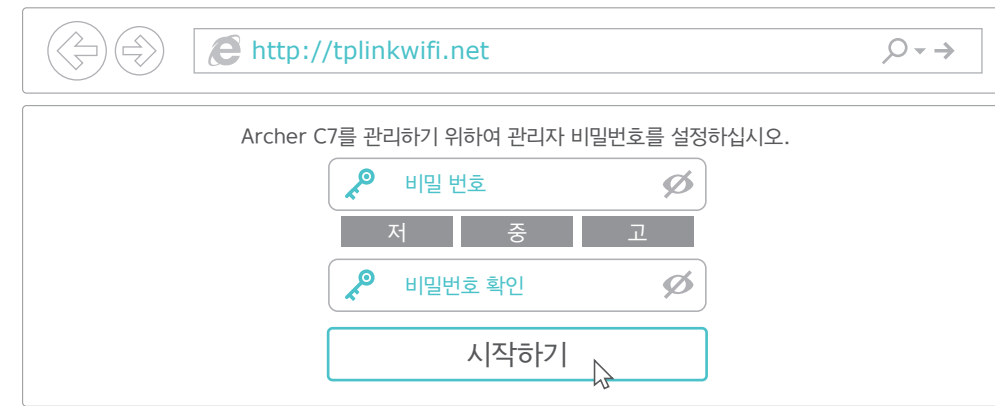 http://tplinkwifi.net
Archer C7를 관리하기 위하여 관리자 비밀번호를 설정하십시오.
비밀 번호
저 중 고
비밀번호 확인
시작하기